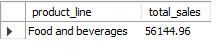 product_line total_sales
Food and beverages 56144.96